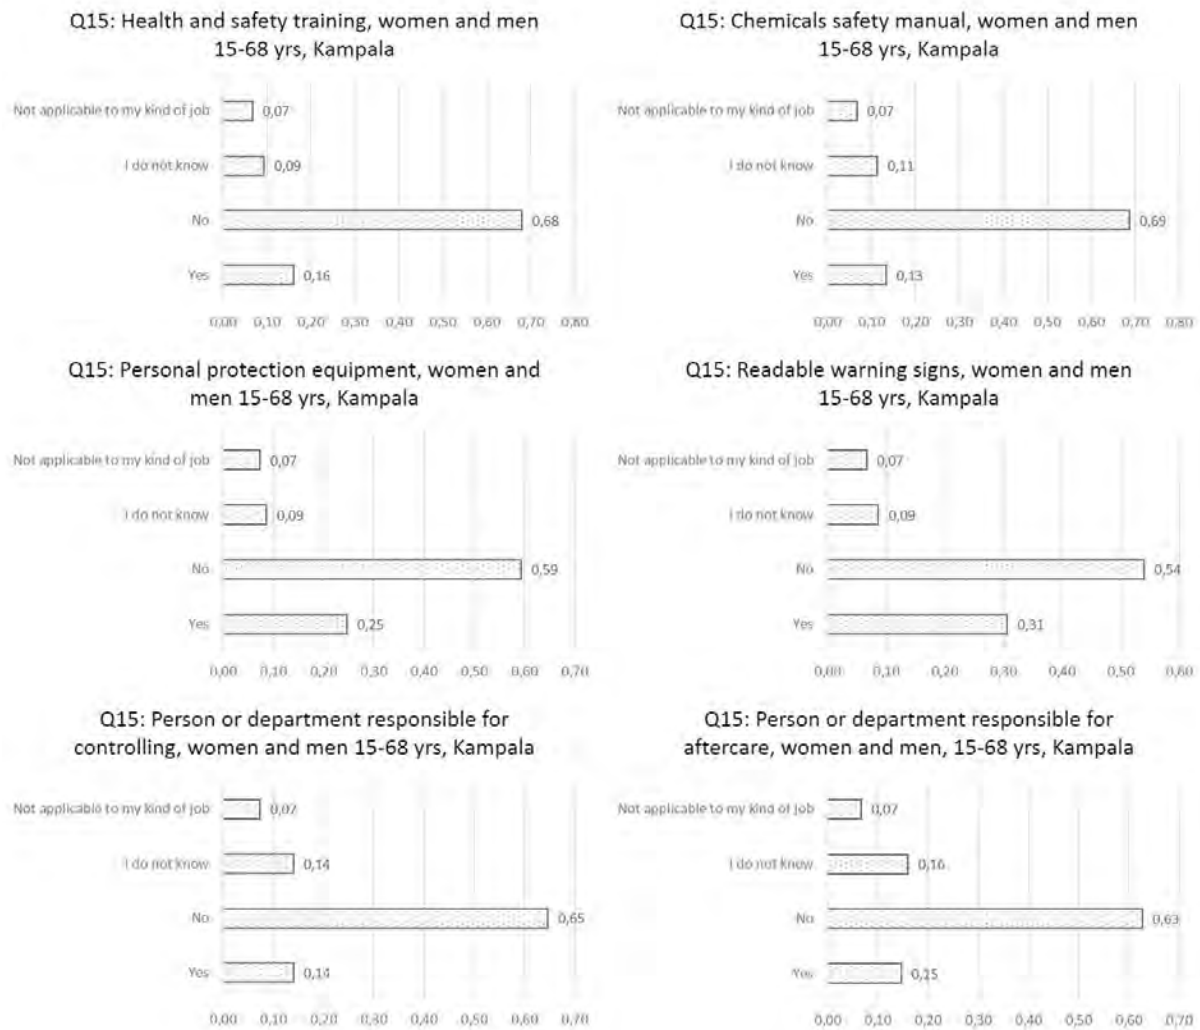 Q15: Health and safety training, women and men
15-68 yrs, Kampala
Not applicable to my kind of job 0,07
I do not know 0,09
No 0,68
Yes 0,16
0,00 0,10 0,20 0,30 0,40 0,50 0,60 0,70 0,80
Q15: Chemicals safety manual, women and men
15-68 yrs, Kampala
Not applicable to my kind of job 0,07
I do not know 0,11
No 0,69
Yes 0,13
0,00 0,10 0,20 0,30 0,40 0,50 0,60 0,70 0,80
Q15: Personal protection equipment, women and
men 15-68 yrs, Kampala
Not applicable to my kind of job 0,07
I do not know 0,09
No 0,59
Yes 0,25
0,00 0,10 0,20 0,30 0,40 0,50 0,60 0,70
Q15: Readable warning signs, women and men
15-68 yrs, Kampala
Not applicable to my kind of job 0,07
I do not know 0,09
No 0,54
Yes 0,31
0,00 0,10 0,20 0,30 0,40 0,50 0,60
Q15: Person or department responsible for
controlling, women and men 15-68 yrs, Kampala
Not applicable to my kind of job 0,07
I do not know 0,14
No 0,65
Yes 0,14
0,00 0,10 0,20 0,30 0,40 0,50 0,60 0,70
Q15: Person or department responsible for
aftercare, women and men, 15-68 yrs, Kampala
Not applicable to my kind of job 0,07
I do not know 0,16
No 0,63
Yes 0,15
0,00 0,10 0,20 0,30 0,40 0,50 0,60 0,70